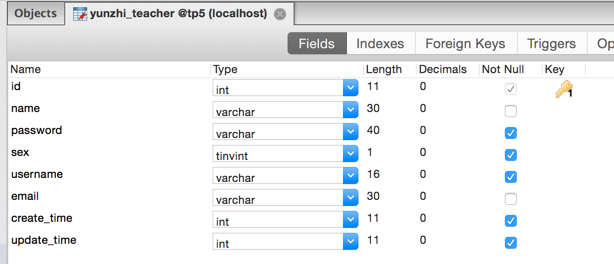 Objects yunzhi_teacher @tp5 (localhost)
Fields Indexes Foreign Keys Triggers Op
Name Type Length Decimals Not Null Key
id int 11 0 1
name varchar 30 0
password varchar 40 0
sex tinyint 1 0
username varchar 16 0
email varchar 30 0
create_time int 11 0
update_time int 11 0